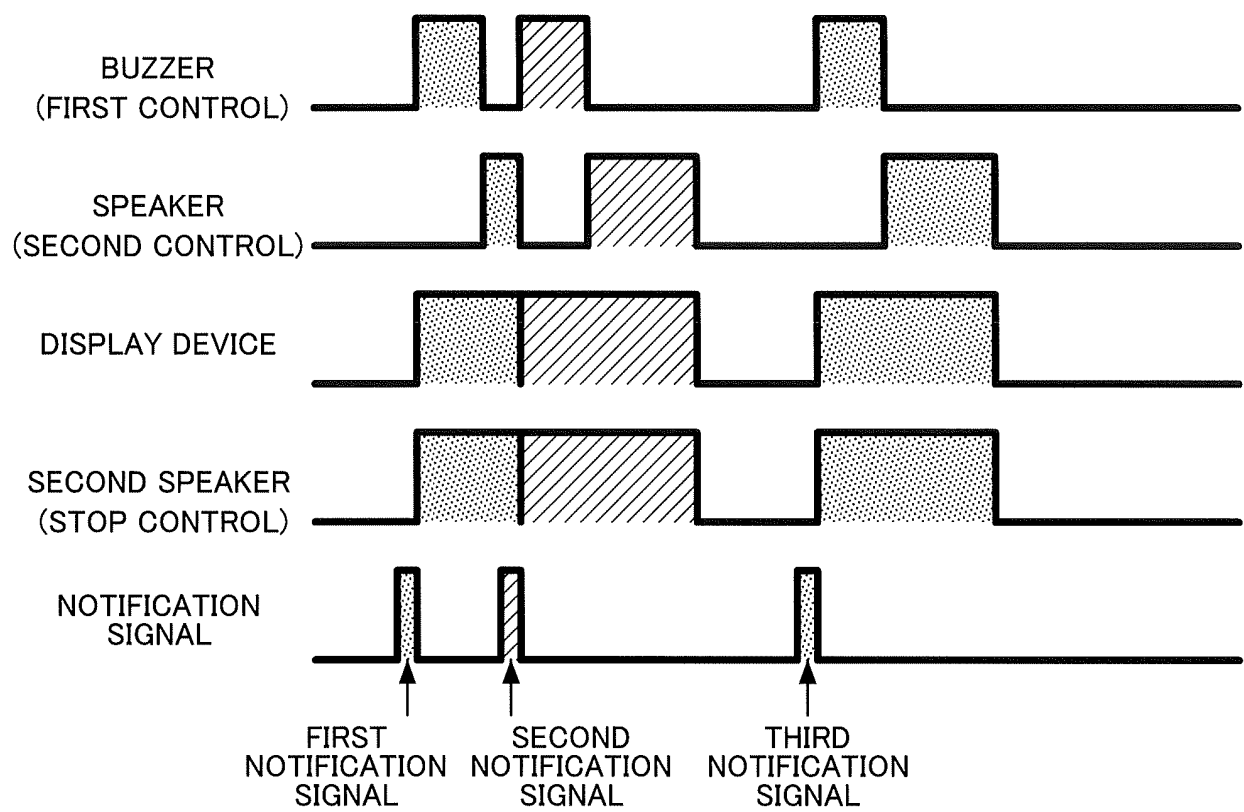 BUZZER
(FIRST CONTROL)
SPEAKER
(SECOND CONTROL)
DISPLAY DEVICE
SECOND SPEAKER
(STOP CONTROL)
NOTIFICATION
SIGNAL
FIRST
NOTIFICATION
SIGNAL
SECOND
NOTIFICATION
SIGNAL
THIRD
NOTIFICATION
SIGNAL